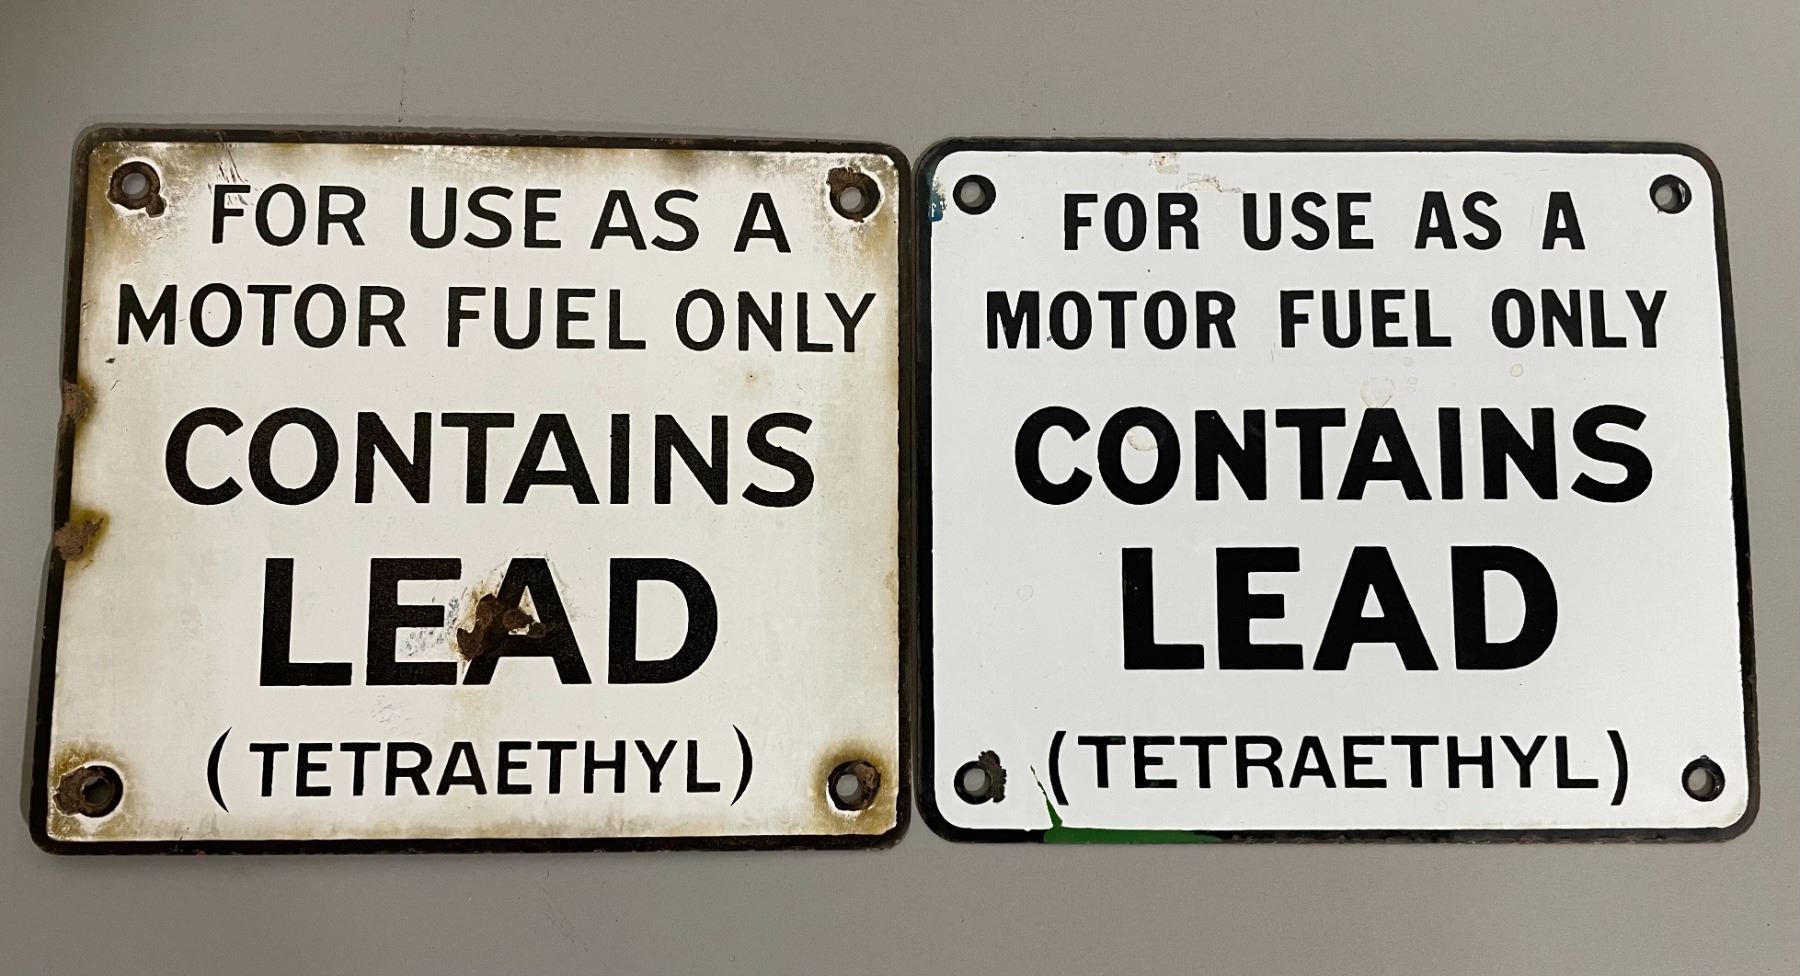 FOR USE AS A
MOTOR FUEL ONLY
CONTAINS
LEAD
(TETRAETHYL)
FOR USE AS A
MOTOR FUEL ONLY
CONTAINS
LEAD
(TETRAETHYL)